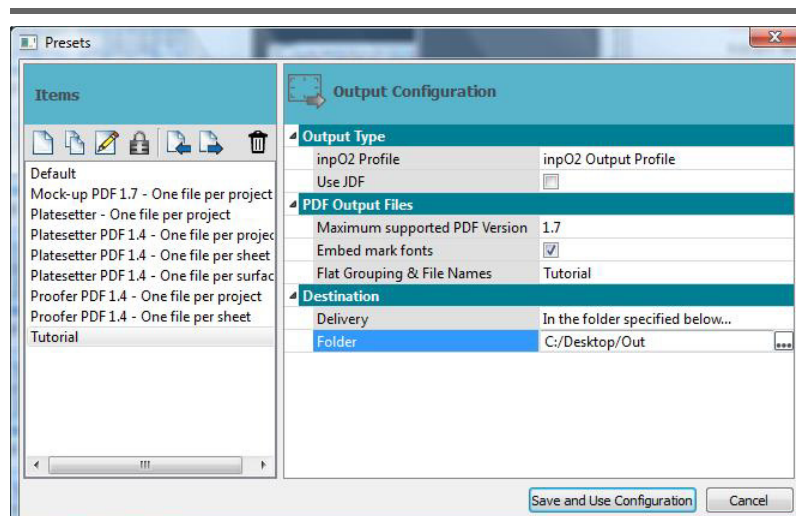 Presets
Items
Default
Mock-up PDF 1.7 - One file per project
Platesetter - One file per project
Platesetter PDF 1.4 - One file per projec
Platesetter PDF 1.4 - One file per sheet
Platesetter PDF 1.4 - One file per surfac
Proofer PDF 1.4 - One file per project
Proofer PDF 1.4 - One file per sheet
Tutorial
Output Configuration
Output Type
inpO2 Profile inpO2 Output Profile
Use JDF
PDF Output Files
Maximum supported PDF Version 1.7
Embed mark fonts
Flat Grouping & File Names Tutorial
Destination
Delivery In the folder specified below...
Folder C:/Desktop/Out
Save and Use Configuration Cancel